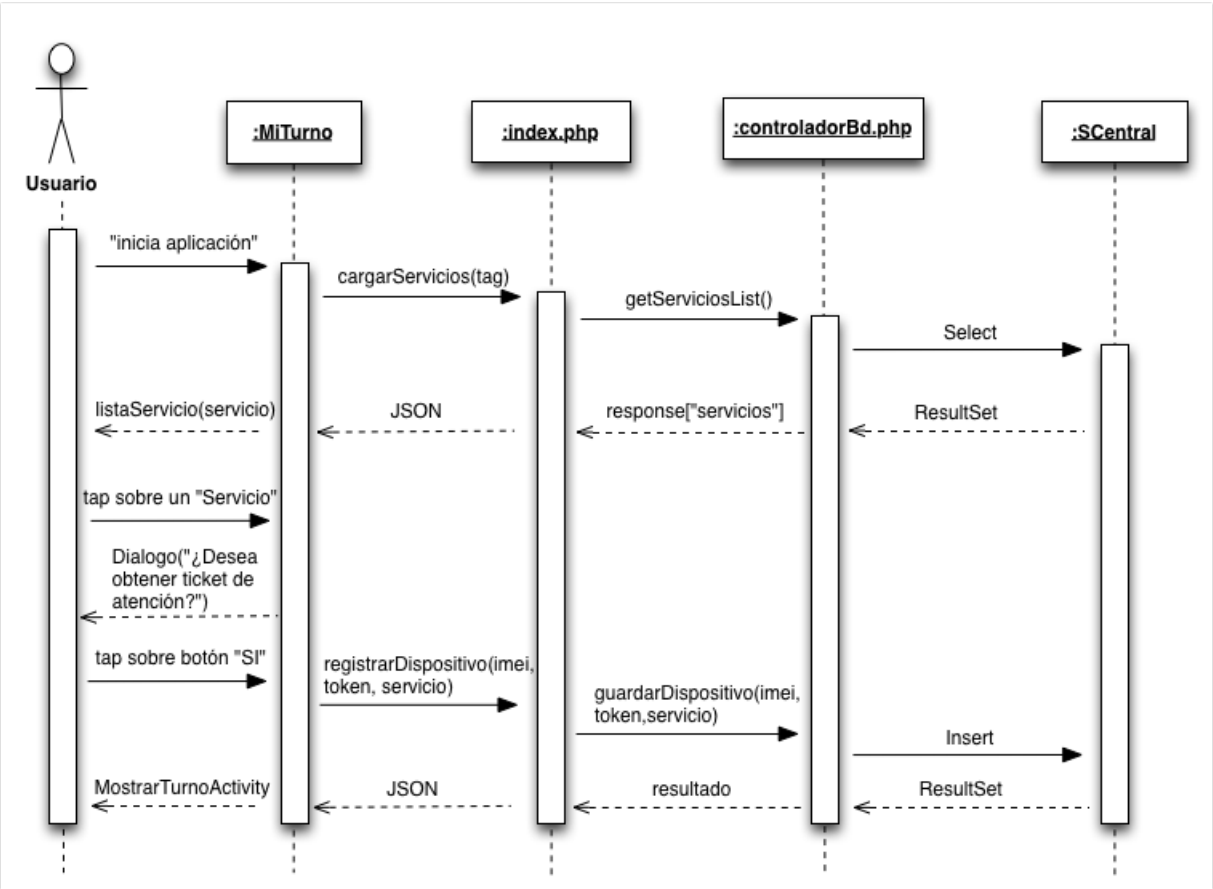 Usuario
:MiTurno
:index.php
:controladorBd.php
:SCentral
"inicia aplicación"
cargarServicios(tag)
getServiciosList()
Select
listaServicio(servicio)
JSON
response["servicios"]
ResultSet
tap sobre un "Servicio"
Dialogo("¿Desea
obtener ticket de
atención?")
tap sobre botón "SI"
registrarDispositivo(imei,
token, servicio)
guardarDispositivo(imei,
token,servicio)
Insert
MostrarTurnoActivity
JSON
resultado
ResultSet